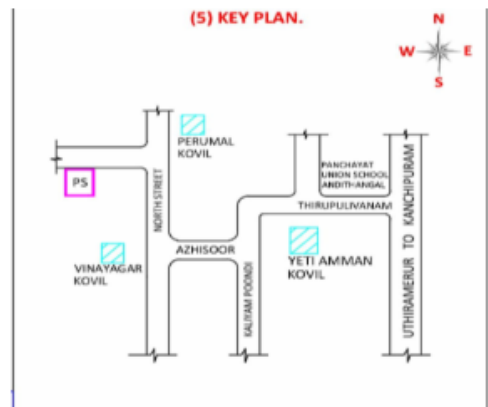 (5) KEY PLAN.
N
W E
S
PERUMAL
KOVIL
PS
NORTH STREET
PANCHAYAT
UNION SCHOOL
ANDITHANGAL
THIRUPULIVANAM
UTHIRAMERUR TO KANCHIPURAM
AZHISOOR
VINAYAGAR
KOVIL
KALIYAM POONDI
YETI AMMAN
KOVIL